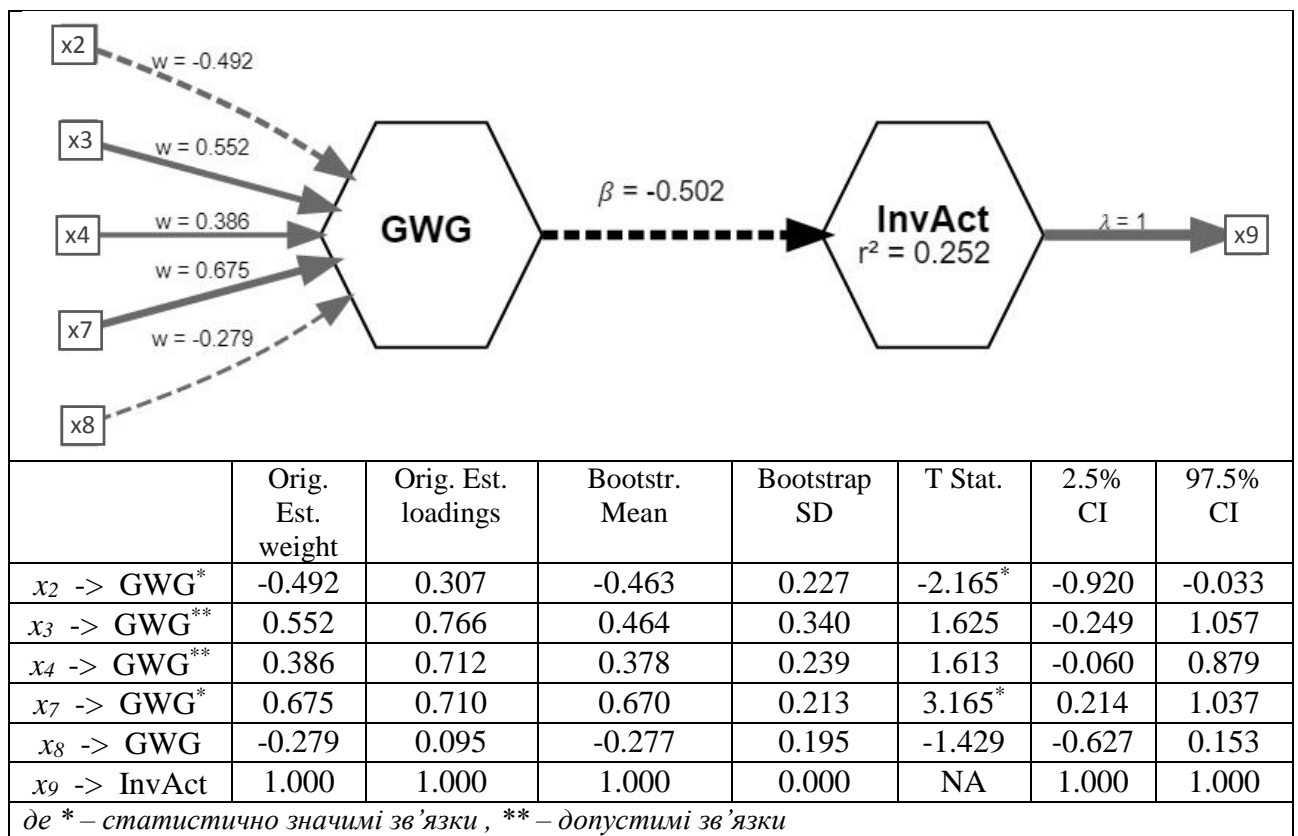 x2
w = -0.492
x3
w = 0.552
x4
w = 0.386
w = 0.675
x7
w = -0.279
x8
GWG
β = -0.502
InvAct
r² = 0.252
λ = 1
x9
Orig. Est. weight Orig. Est. loadings Bootstr. Mean Bootstrap SD T Stat. 2.5% CI 97.5% CI
x₂ -> GWG* -0.492 0.307 -0.463 0.227 -2.165* -0.920 -0.033
x₃ -> GWG** 0.552 0.766 0.464 0.340 1.625 -0.249 1.057
x₄ -> GWG** 0.386 0.712 0.378 0.239 1.613 -0.060 0.879
x₇ -> GWG* 0.675 0.710 0.670 0.213 3.165* 0.214 1.037
x₈ -> GWG -0.279 0.095 -0.277 0.195 -1.429 -0.627 0.153
x₉ -> InvAct 1.000 1.000 1.000 0.000 NA 1.000 1.000
де * – статистично значимі зв’язки , ** – допустимі зв’язки